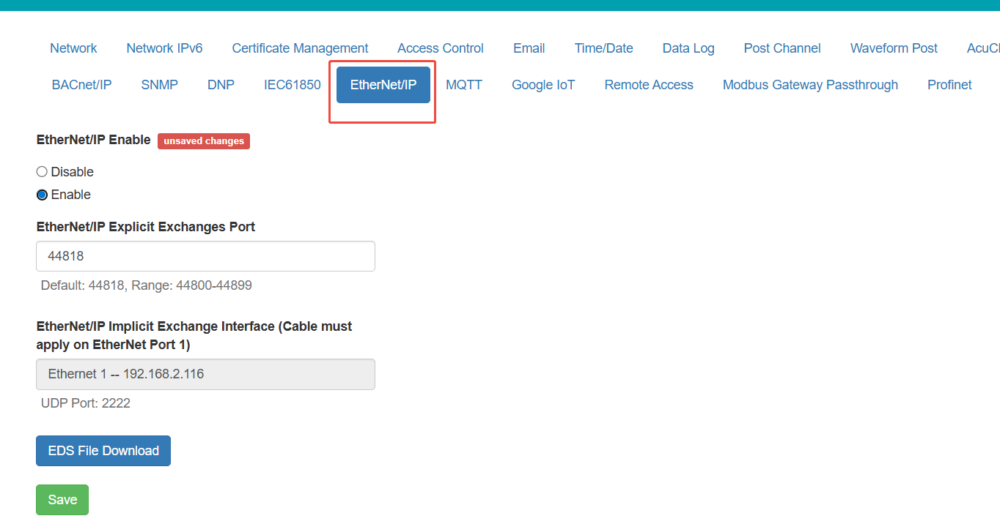 Network Network IPv6 Certificate Management Access Control Email Time/Date Data Log Post Channel Waveform Post
BACnet/IP SNMP DNP IEC61850 EtherNet/IP MQTT Google IoT Remote Access Modbus Gateway Passthrough Profinet
EtherNet/IP Enable unsaved changes
Disable
Enable
EtherNet/IP Explicit Exchanges Port
44818
Default: 44818, Range: 44800-44899
EtherNet/IP Implicit Exchange Interface (Cable must
apply on EtherNet Port 1)
Ethernet 1 -- 192.168.2.116
UDP Port: 2222
EDS File Download
Save